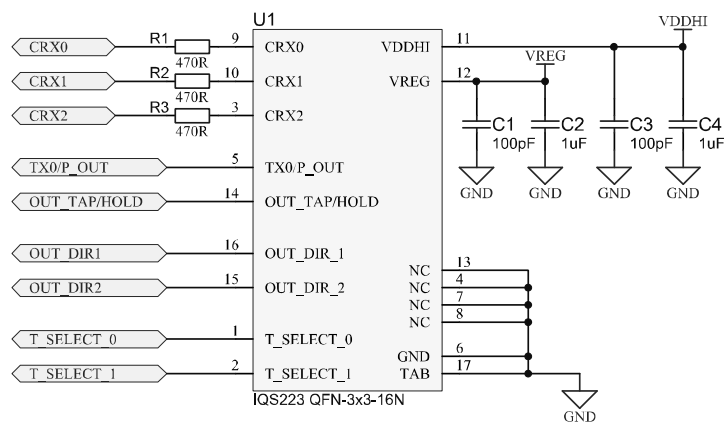 U1
VDDHI
CRX0
R1
470R
9
CRX0
VDDHI
11
VREG
CRX1
R2
470R
10
CRX1
VREG
12
CRX2
R3
470R
3
CRX2
C1
100pF
C2
1uF
C3
100pF
C4
1uF
GND
GND
GND
GND
TX0/P_OUT
5
TX0/P_OUT
OUT_TAP/HOLD
14
OUT_TAP/HOLD
OUT_DIR1
16
OUT_DIR_1
OUT_DIR2
15
OUT_DIR_2
NC
13
NC
4
NC
7
NC
8
T_SELECT_0
1
T_SELECT_0
GND
6
T_SELECT_1
2
T_SELECT_1
TAB
17
IQS223 QFN-3x3-16N
GND